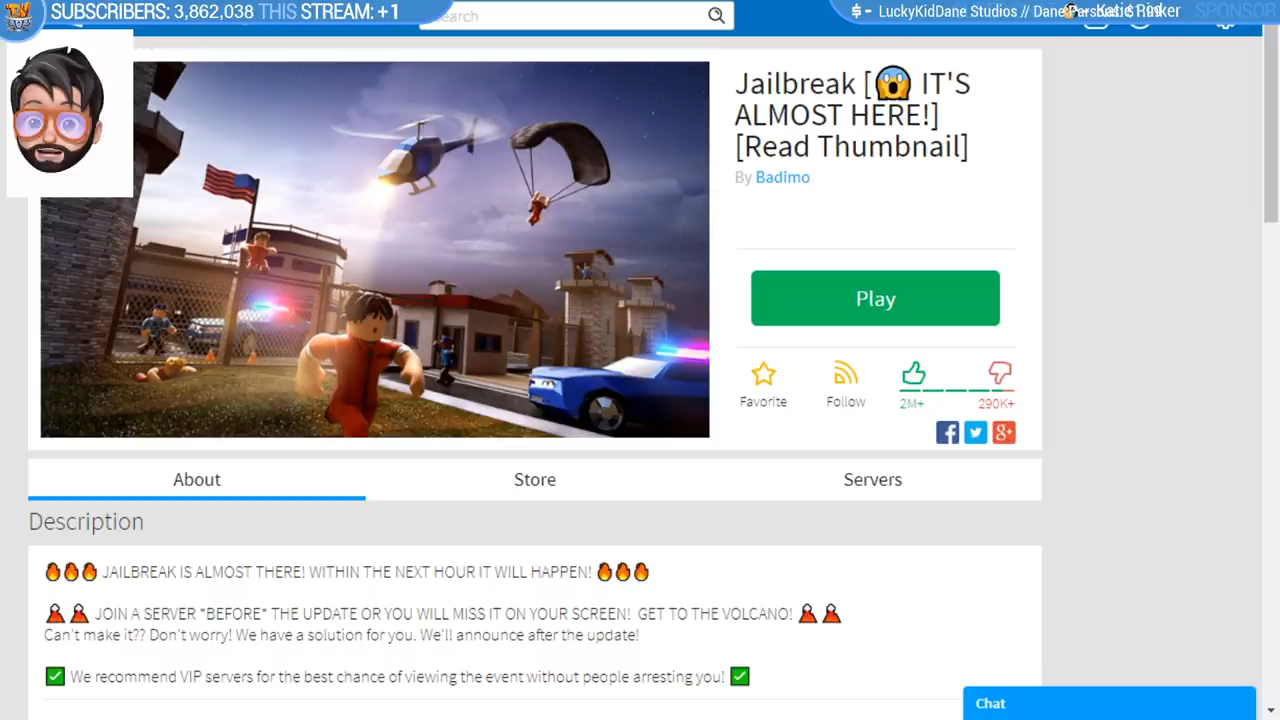 SUBSCRIBERS: 3,862,038 THIS STREAM: +1
Search
$ - LuckyKidDane Studios // Dane
Katie Rinker
SPONSOR
Jailbreak [😱 IT'S
ALMOST HERE!]
[Read Thumbnail]
By Badimo
Play
Favorite
Follow
2M+
290K+
About
Store
Servers
Description
🔥🔥🔥 JAILBREAK IS ALMOST THERE! WITHIN THE NEXT HOUR IT WILL HAPPEN! 🔥🔥🔥
🌋🌋 JOIN A SERVER *BEFORE* THE UPDATE OR YOU WILL MISS IT ON YOUR SCREEN! GET TO THE VOLCANO! 🌋🌋
Can't make it?? Don't worry! We have a solution for you. We'll announce after the update!
✅ We recommend VIP servers for the best chance of viewing the event without people arresting you! ✅
Chat